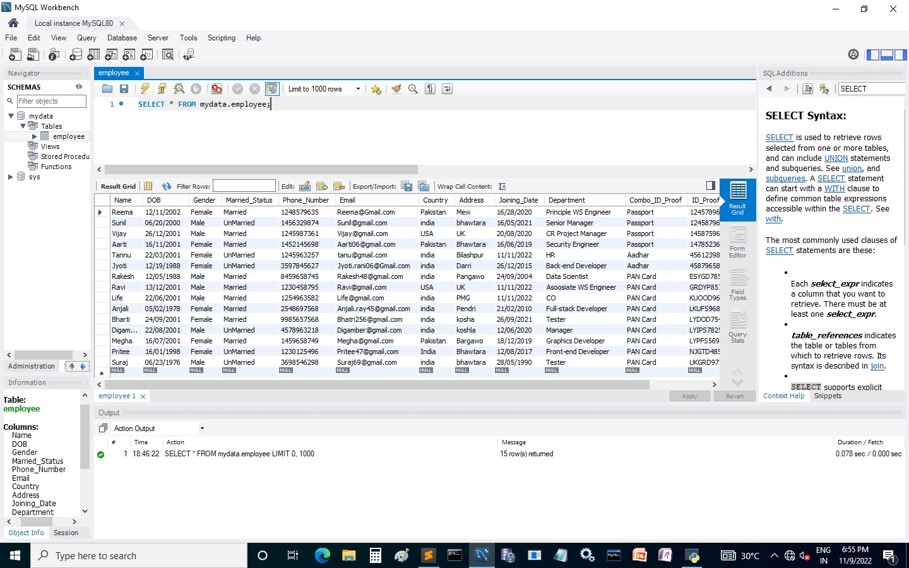 MySQL Workbench
Local instance MySQL80
File Edit View Query Database Server Tools Scripting Help
Navigator
SCHEMAS
Filter objects
mydata
Tables
employee
Views
Stored Procedu
Functions
sys
Administration
Information
Table:
employee
Columns:
Name
DOB
Gender
Married_Status
Phone_Number
Email
Country
Address
Joining_Date
Department
Object Info Session
employee
Limit to 1000 rows
1 SELECT * FROM mydata.employee;
Result Grid Filter Rows: Edit: Export/Import: Wrap Cell Content:
Name DOB Gender Married_Status Phone_Number Email Country Address Joining_Date Department Combo_ID_Proof ID_Proof
Reema 12/11/2002 Female Married 1248579635 Reema@Gmail.com Pakistan Mew 16/28/2020 Principle WS Engineer Passport 12457896
Sunil 06/20/2000 Male UnMarried 1456329874 Sunil@gmail.com india bhawtara 16/05/2021 Senior Manager Passport 12458796
Vijay 26/12/2001 Male Married 1245987361 Vijay@gmail.com USA UK 20/08/2020 CR Project Manager Passport 14587596
Aarti 16/11/2001 Female Married 1452145698 Aarti06@Gmail.com Pakistan Bhawtara 16/06/2019 Security Engineer Passport 14785236
Tannu 22/03/2001 Female UnMarried 1245963257 tanu@gmail.com india Bilashpur 11/11/2022 HR Aadhar 45612398
Jyoti 12/19/1988 Female UnMarried 3597845627 Jyoti.rani06@Gmail.com india Darri 26/12/2015 Back-end Developer Aadhar 45879658
Rakesh 12/05/1988 Male Married 8459658745 Rakesh48@gmail.com india Pangawo 24/09/2004 Data Scientist PAN Card ESYGD785
Ravi 13/12/2001 Male Married 1230458795 Ravi@gmail.com USA UK 11/11/2022 Asoosiate WS Engineer PAN Card GRDYP857
Life 22/06/2001 Male Married 1254963582 Life@gmail.com india PMG 11/11/2022 CO PAN Card KUOOD96
Anjali 05/02/1978 Female UnMarried 2548697568 Anjali.ray45@gmail.com india Pendri 21/02/2010 Full-stack Developer PAN Card UKLFS968
Bharti 24/09/2001 Female Married 9985657568 Bharti256@gmail.com india kosha 26/09/2021 Tester PAN Card LYDOD754
Digam... 22/08/2001 Male UnMarried 4578963218 Digamber@gmail.com india koshla 12/06/2020 Manager PAN Card LYIPS782
Megha 16/07/2001 Female Married 1459658749 Megha@gmail.com Pakistan Bargawo 18/12/2019 Graphics Developer PAN Card LYPFS569
Pritee 16/01/1998 Female UnMarried 1230125496 Pritee47@gmail.com India Bhawtara 12/08/2017 Front-end Developer PAN Card NJGTD485
Suraj 06/23/1976 Male UnMarried 3698546298 Suraj69@gmail.com india bhawtara 28/05/1990 Tester PAN Card UKGRD97
NULL NULL NULL NULL NULL NULL NULL NULL NULL NULL NULL NULL
Result
Grid
Form
Editor
Field
Types
Query
Stats
employee 1 Apply Revert
Output
Action Output
# Time Action Message Duration / Fetch
1 18:46:22 SELECT * FROM mydata.employee LIMIT 0, 1000 15 row(s) returned 0.078 sec / 0.000 sec
SQLAdditions
SELECT
SELECT Syntax:
SELECT is used to retrieve rows
selected from one or more tables,
and can include UNION
statements and
subqueries. See union, and
subqueries. A SELECT statement
can start with a WITH clause to
define common table expressions
accessible within the SELECT. See
with.
The most commonly used clauses of
SELECT statements are these:
Each select_expr indicates
a column that you want to
retrieve. There must be at
least one select_expr.
table_references indicates
the table or tables from
which to retrieve rows. Its
syntax is described in join.
SELECT supports explicit
Context Help Snippets
Type here to search
30°C
ENG
IN
6:55 PM
11/9/2022